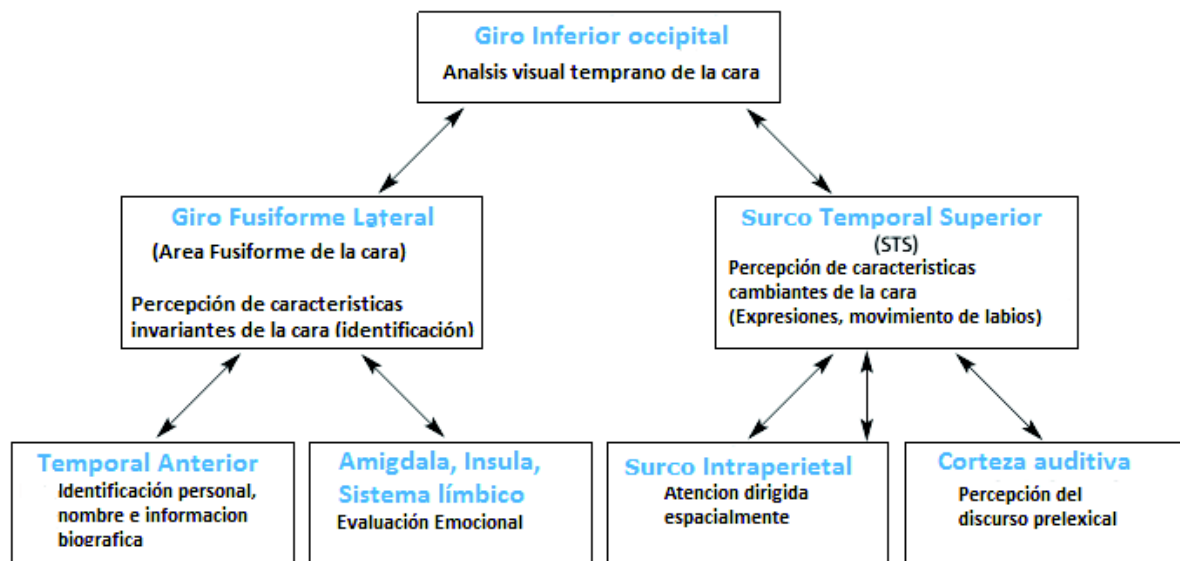 Giro Inferior occipital
Analsis visual temprano de la cara
Giro Fusiforme Lateral
(Area Fusiforme de la cara)
Percepción de caracteristicas
invariantes de la cara (identificación)
Surco Temporal Superior
(STS)
Percepción de caracteristicas
cambiantes de la cara
(Expresiones, movimiento de labios)
Temporal Anterior
Identificación personal,
nombre e informacion
biografica
Amigdala, Insula,
Sistema límbico
Evaluación Emocional
Surco Intraperietal
Atencion dirigida
espacialmente
Corteza auditiva
Percepción del
discurso prelexical